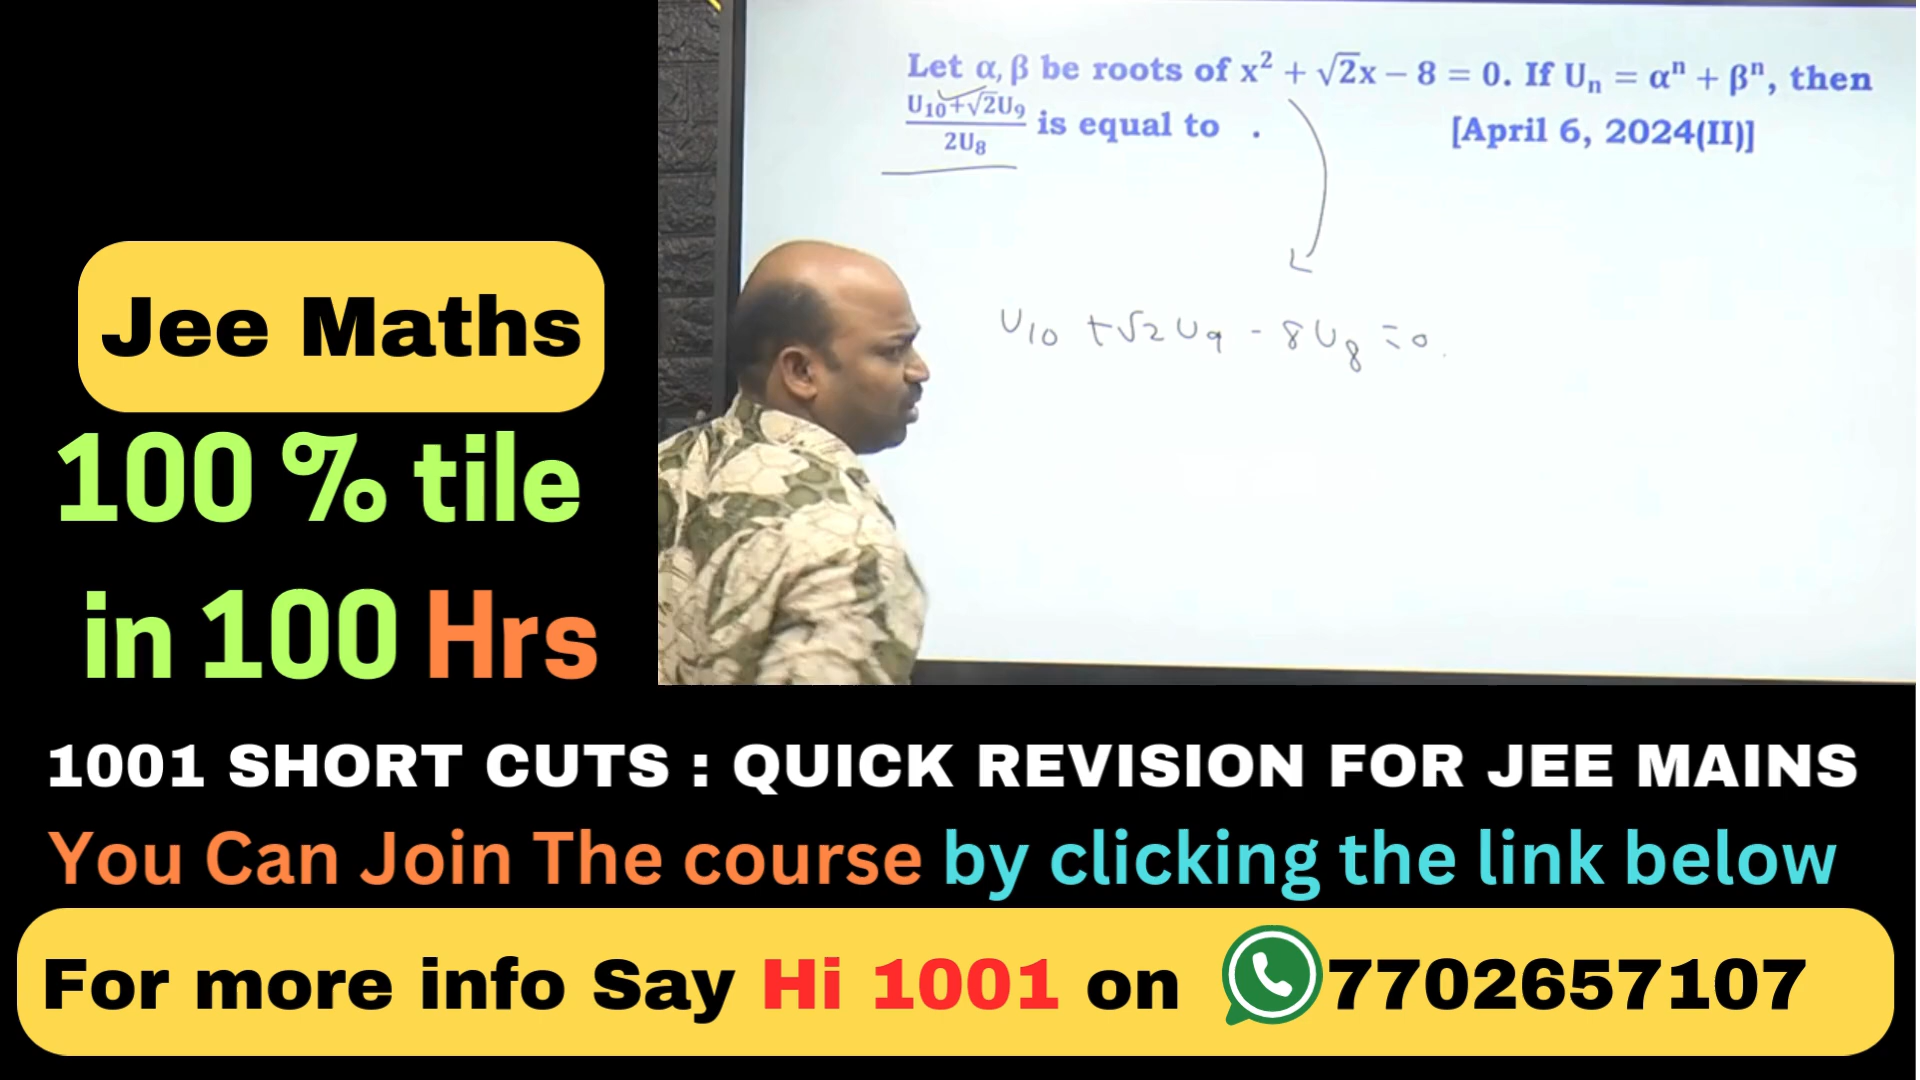 Let α, β be roots of x² + √2x − 8 = 0. If Uₙ = αⁿ + βⁿ, then
U₁₀+√2U₉
2U₈
is equal to .
[April 6, 2024(II)]
U₁₀ + √2 U₉ - 8U₈ = 0.
Jee Maths
100 % tile
in 100 Hrs
1001 SHORT CUTS : QUICK REVISION FOR JEE MAINS
You Can Join The course by clicking the link below
For more info Say Hi 1001 on 7702657107